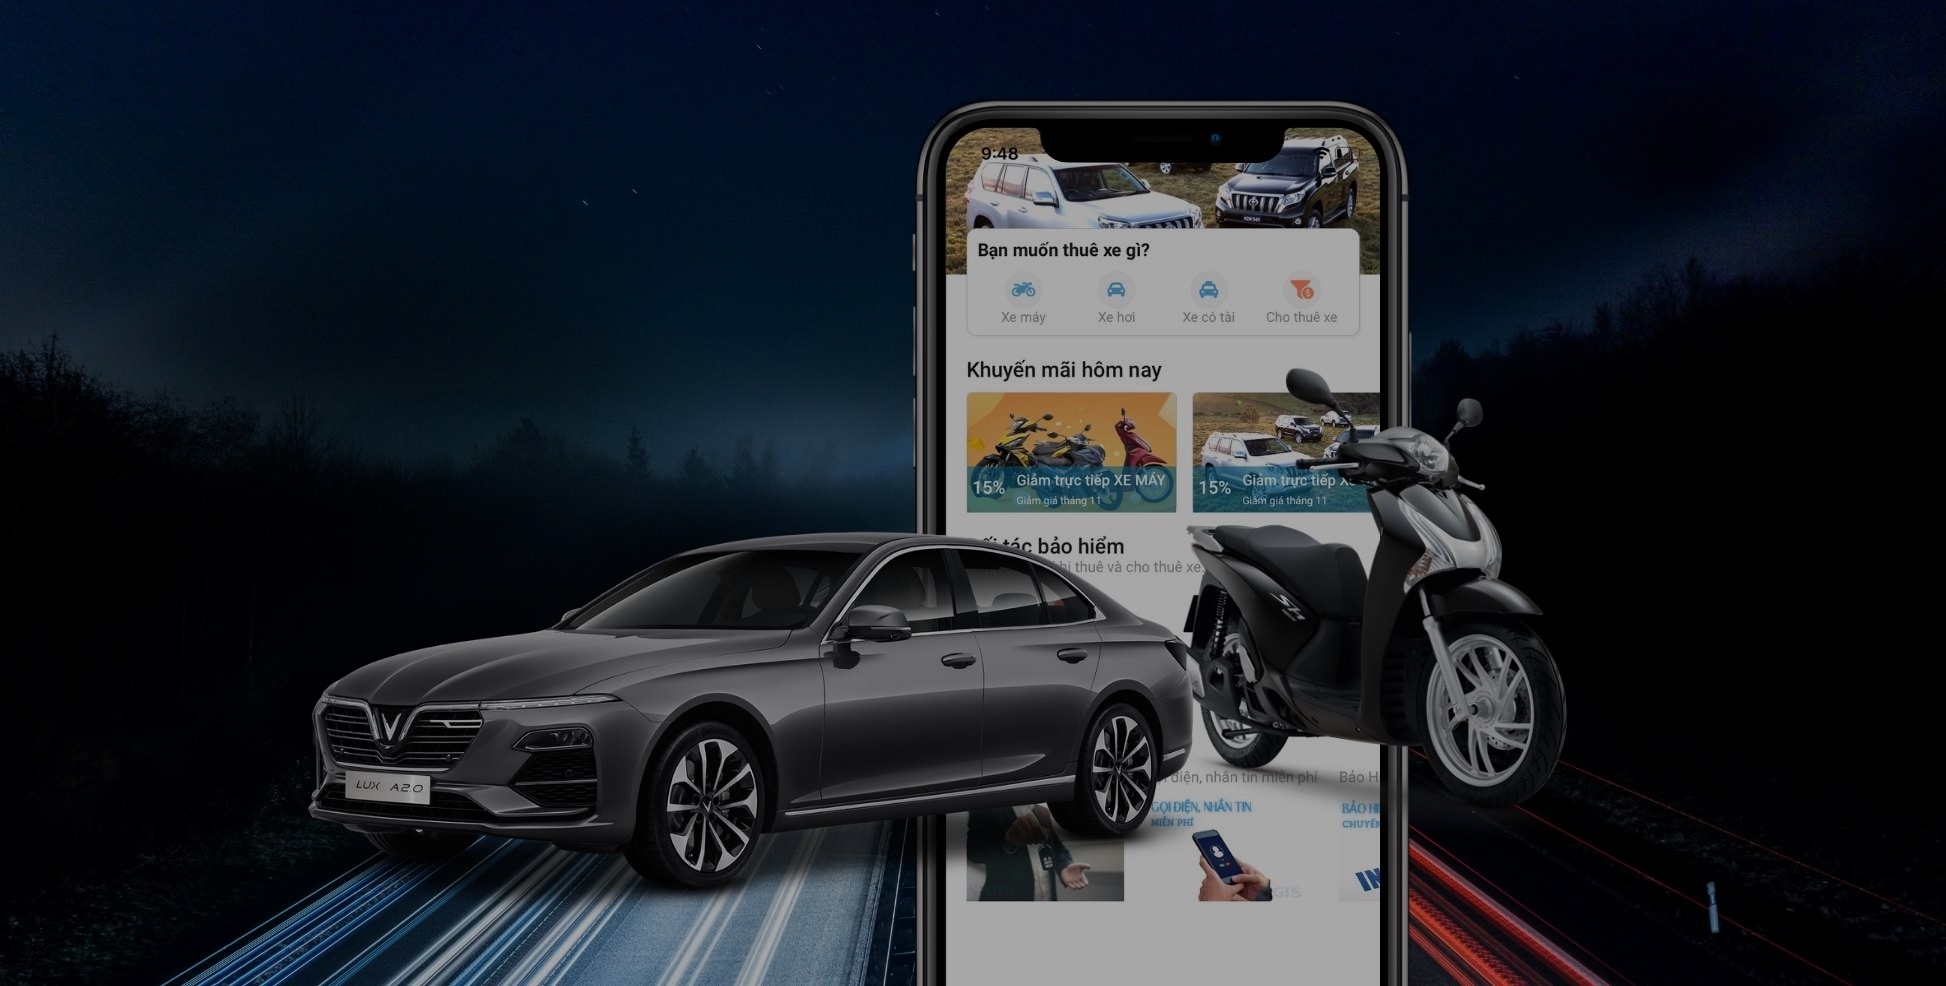 9:48
Bạn muốn thuê xe gì?
Xe máy
Xe hơi
Xe có tài
Cho thuê xe
Khuyến mãi hôm nay
15% Giảm trực tiếp XE MÁY
Giảm giá tháng 11
15% Giảm trực tiếp
Giảm giá tháng 11
tác bảo hiểm
thuê và cho thuê xe.
SH
LUX A2.0
điện, nhắn tin miễn phí
Bảo
GỌI ĐIỆN, NHẮN TIN
MIỄN PHÍ
BẢO